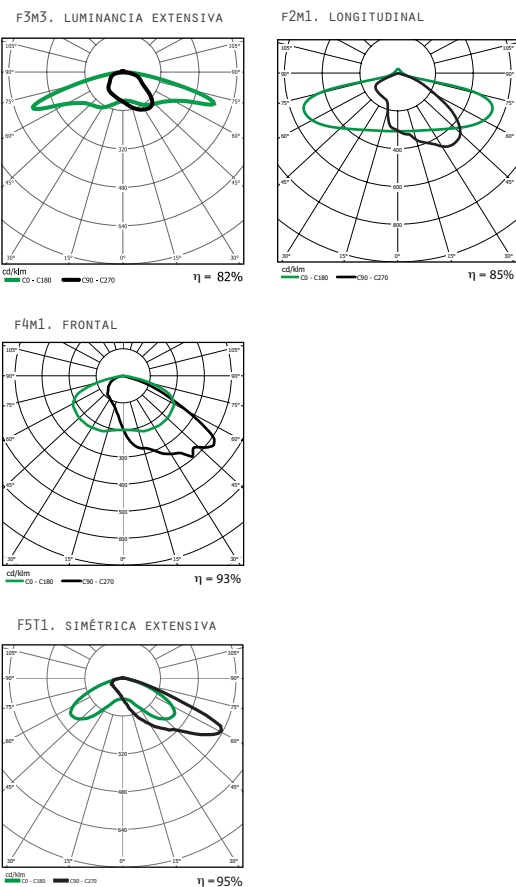 F3M3. LUMINANCIA EXTENSIVA
105° 105°
90° 90°
75° 75°
60° 60°
45° 45°
320
480
640
30° 15° 0° 15° 30°
cd/klm
C0 - C180 C90 - C270
η = 82%
F2M1. LONGITUDINAL
105° 105°
90° 90°
75° 75°
60° 60°
45° 45°
400
600
800
30° 15° 0° 15° 30°
cd/klm
C0 - C180 C90 - C270
η = 85%
F4M1. FRONTAL
105° 105°
90° 90°
75° 75°
60° 60°
45° 45°
300
400
500
600
30° 15° 0° 15° 30°
cd/klm
C0 - C180 C90 - C270
η = 93%
F5T1. SIMÉTRICA EXTENSIVA
105° 105°
90° 90°
75° 75°
60° 60°
45° 45°
320
480
640
30° 15° 0° 15° 30°
cd/klm
C0 - C180 C90 - C270
η = 95%